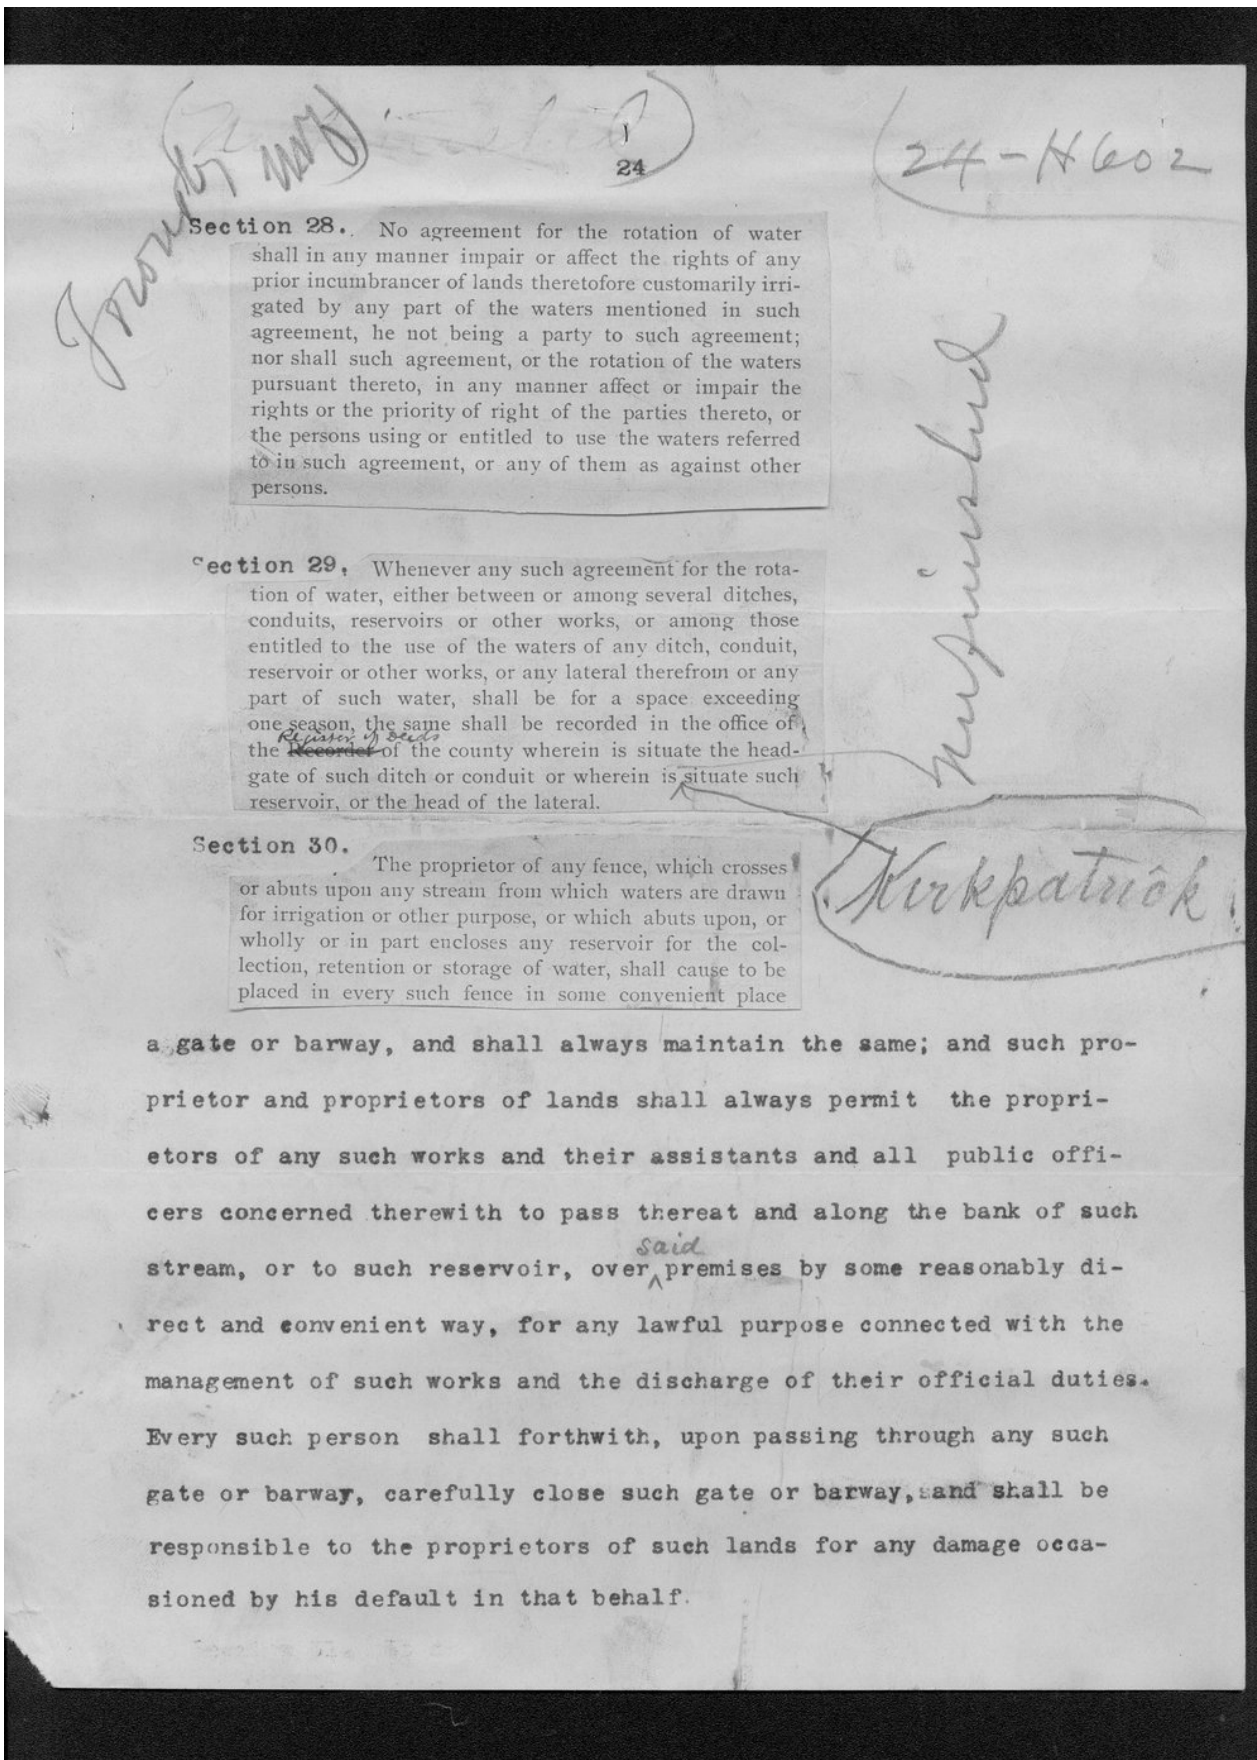 24
24-H602
Section 28. No agreement for the rotation of water
shall in any manner impair or affect the rights of any
prior incumbrancer of lands theretofore customarily irri-
gated by any part of the waters mentioned in such
agreement, he not being a party to such agreement;
nor shall such agreement, or the rotation of the waters
pursuant thereto, in any manner affect or impair the
rights or the priority of right of the parties thereto, or
the persons using or entitled to use the waters referred
to in such agreement, or any of them as against other
persons.
Unfinished
Section 29. Whenever any such agreement for the rota-
tion of water, either between or among several ditches,
conduits, reservoirs or other works, or among those
entitled to the use of the waters of any ditch, conduit,
reservoir or other works, or any lateral therefrom or any
part of such water, shall be for a space exceeding
one season, the same shall be recorded in the office of
Register of Deeds
the Recorder of the county wherein is situate the head-
gate of such ditch or conduit or wherein is situate such
reservoir, or the head of the lateral.
Kirkpatrick
Section 30.
The proprietor of any fence, which crosses
or abuts upon any stream from which waters are drawn
for irrigation or other purpose, or which abuts upon, or
wholly or in part encloses any reservoir for the col-
lection, retention or storage of water, shall cause to be
placed in every such fence in some convenient place
a gate or barway, and shall always maintain the same; and such pro-
prietor and proprietors of lands shall always permit the propri-
etors of any such works and their assistants and all public offi-
cers concerned therewith to pass thereat and along the bank of such
said
stream, or to such reservoir, over premises by some reasonably di-
rect and convenient way, for any lawful purpose connected with the
management of such works and the discharge of their official duties.
Every such person shall forthwith, upon passing through any such
gate or barway, carefully close such gate or barway, and shall be
responsible to the proprietors of such lands for any damage occa-
sioned by his default in that behalf.